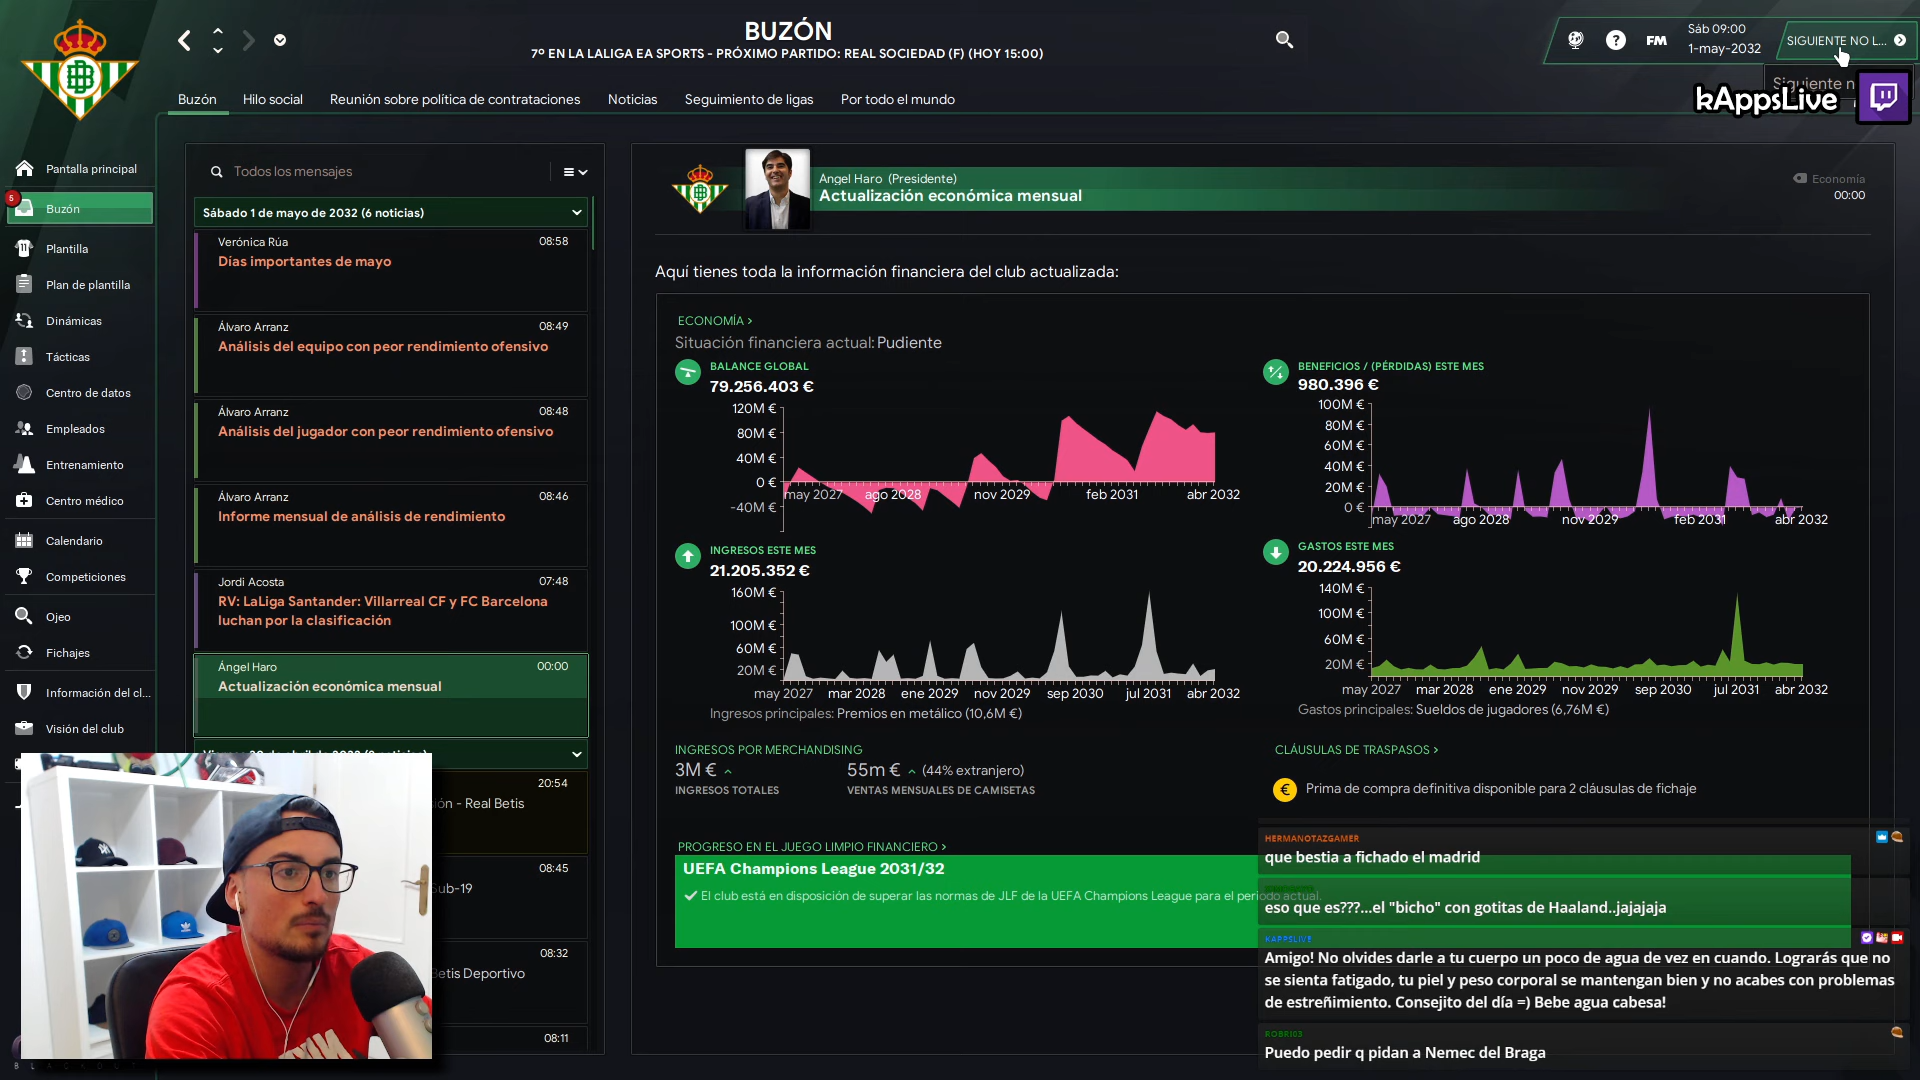 BUZÓN
7º EN LA LALIGA EA SPORTS - PRÓXIMO PARTIDO: REAL SOCIEDAD (F) (HOY 15:00)
FM
Sáb 09:00
1-may-2032
SIGUIENTE NO L...
Siguiente n
kAppsLive
Buzón
Hilo social
Reunión sobre política de contrataciones
Noticias
Seguimiento de ligas
Por todo el mundo
Pantalla principal
5
Buzón
Plantilla
Plan de plantilla
Dinámicas
Tácticas
Centro de datos
Empleados
Entrenamiento
Centro médico
Calendario
Competiciones
Ojeo
Fichajes
Información del cl...
Visión del club
Todos los mensajes
Sábado 1 de mayo de 2032 (6 noticias)
Verónica Rúa 08:58
Días importantes de mayo
Álvaro Arranz 08:49
Análisis del equipo con peor rendimiento ofensivo
Álvaro Arranz 08:48
Análisis del jugador con peor rendimiento ofensivo
Álvaro Arranz 08:46
Informe mensual de análisis de rendimiento
Jordi Acosta 07:48
RV: LaLiga Santander: Villarreal CF y FC Barcelona
luchan por la clasificación
Ángel Haro 00:00
Actualización económica mensual
20:54
ión - Real Betis
08:45
Sub-19
08:32
Betis Deportivo
08:11
Ángel Haro (Presidente)
Actualización económica mensual
Economía
00:00
Aquí tienes toda la información financiera del club actualizada:
ECONOMÍA >
Situación financiera actual: Pudiente
BALANCE GLOBAL
79.256.403 €
120M €
80M €
40M €
0 €
-40M €
may 2027 ago 2028 nov 2029 feb 2031 abr 2032
BENEFICIOS / (PÉRDIDAS) ESTE MES
980.396 €
100M €
80M €
60M €
40M €
20M €
0 €
may 2027 ago 2028 nov 2029 feb 2031 abr 2032
INGRESOS ESTE MES
21.205.352 €
160M €
100M €
60M €
20M €
may 2027 mar 2028 ene 2029 nov 2029 sep 2030 jul 2031 abr 2032
Ingresos principales: Premios en metálico (10,6M €)
GASTOS ESTE MES
20.224.956 €
140M €
100M €
60M €
20M €
may 2027 mar 2028 ene 2029 nov 2029 sep 2030 jul 2031 abr 2032
Gastos principales: Sueldos de jugadores (6,76M €)
INGRESOS POR MERCHANDISING
3M € 55m € (44% extranjero)
INGRESOS TOTALES VENTAS MENSUALES DE CAMISETAS
CLÁUSULAS DE TRASPASOS >
€ Prima de compra definitiva disponible para 2 cláusulas de fichaje
PROGRESO EN EL JUEGO LIMPIO FINANCIERO >
UEFA Champions League 2031/32
El club está en disposición de superar las normas de JLF de la UEFA Champions League para el periodo actual.
HERMANOTAZGAMER
que bestia a fichado el madrid
eso que es???...el "bicho" con gotitas de Haaland..jajajaja
KAPPSLIVE
Amigo! No olvides darle a tu cuerpo un poco de agua de vez en cuando. Lograrás que no
se sienta fatigado, tu piel y peso corporal se mantengan bien y no acabes con problemas
de estreñimiento. Consejito del día =) Bebe agua cabesa!
ROBRI03
Puedo pedir q pidan a Nemec del Braga